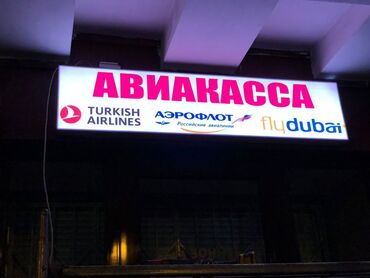 АВИАКАССА
TURKISH
AIRLINES
АЭРОФЛОТ
Российские авиалинии
flydubai